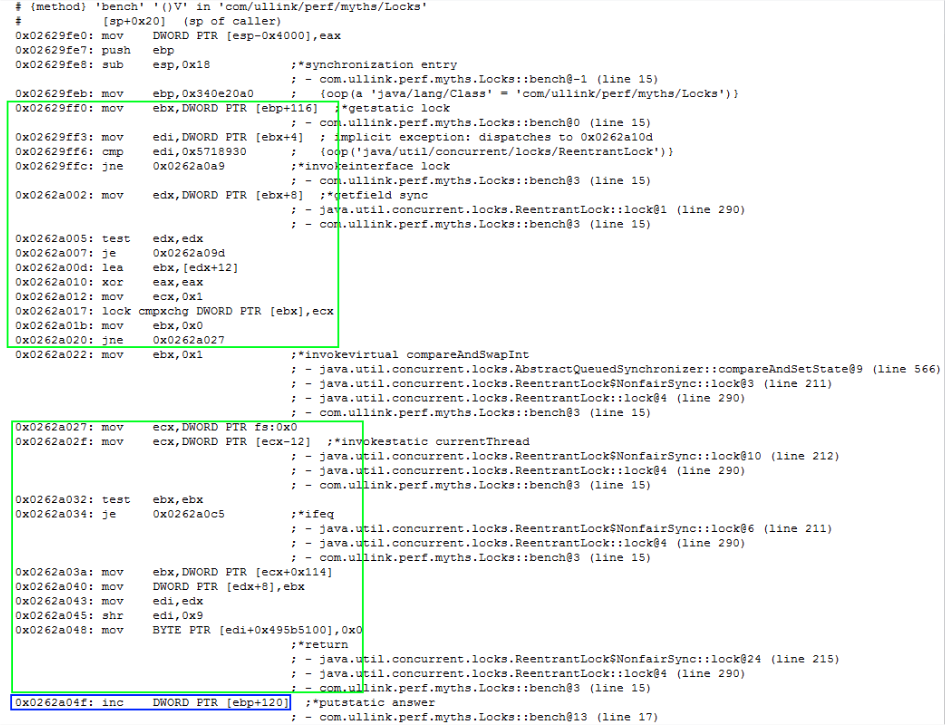 # {method} 'bench' '()V' in 'com/ullink/perf/myths/Locks'
#           [sp+0x20]  (sp of caller)
0x02629fe0: mov    DWORD PTR [esp-0x4000],eax
0x02629fe7: push   ebp
0x02629fe8: sub    esp,0x18           ;*synchronization entry
; - com.ullink.perf.myths.Locks::bench@-1 (line 15)
0x02629feb: mov    ebp,0x340e20a0     ;   {oop(a 'java/lang/Class' = 'com/ullink/perf/myths/Locks')}
0x02629ff0: mov    ebx,DWORD PTR [ebp+116]  ;*getstatic lock
; - com.ullink.perf.myths.Locks::bench@0 (line 15)
0x02629ff3: mov    edi,DWORD PTR [ebx+4]  ; implicit exception: dispatches to 0x0262a10d
0x02629ff6: cmp    edi,0x5718930      ;   {oop('java/util/concurrent/locks/ReentrantLock')}
0x02629ffc: jne    0x0262a0a9         ;*invokeinterface lock
; - com.ullink.perf.myths.Locks::bench@3 (line 15)
0x0262a002: mov    edx,DWORD PTR [ebx+8]  ;*getfield sync
; - java.util.concurrent.locks.ReentrantLock::lock@1 (line 290)
; - com.ullink.perf.myths.Locks::bench@3 (line 15)
0x0262a005: test   edx,edx
0x0262a007: je     0x0262a09d
0x0262a00d: lea    ebx,[edx+12]
0x0262a010: xor    eax,eax
0x0262a012: mov    ecx,0x1
0x0262a017: lock cmpxchg DWORD PTR [ebx],ecx
0x0262a01b: mov    ebx,0x0
0x0262a020: jne    0x0262a027
0x0262a022: mov    ebx,0x1            ;*invokevirtual compareAndSwapInt
; - java.util.concurrent.locks.AbstractQueuedSynchronizer::compareAndSetState@9 (line 566)
; - java.util.concurrent.locks.ReentrantLock$NonfairSync::lock@3 (line 211)
; - java.util.concurrent.locks.ReentrantLock::lock@4 (line 290)
; - com.ullink.perf.myths.Locks::bench@3 (line 15)
0x0262a027: mov    ecx,DWORD PTR fs:0x0
0x0262a02f: mov    ecx,DWORD PTR [ecx-12]  ;*invokestatic currentThread
; - java.util.concurrent.locks.ReentrantLock$NonfairSync::lock@10 (line 212)
; - java.util.concurrent.locks.ReentrantLock::lock@4 (line 290)
; - com.ullink.perf.myths.Locks::bench@3 (line 15)
0x0262a032: test   ebx,ebx
0x0262a034: je     0x0262a0c5         ;*ifeq
; - java.util.concurrent.locks.ReentrantLock$NonfairSync::lock@6 (line 211)
; - java.util.concurrent.locks.ReentrantLock::lock@4 (line 290)
; - com.ullink.perf.myths.Locks::bench@3 (line 15)
0x0262a03a: mov    ebx,DWORD PTR [ecx+0x114]
0x0262a040: mov    DWORD PTR [edx+8],ebx
0x0262a043: mov    edi,edx
0x0262a045: shr    edi,0x9
0x0262a048: mov    BYTE PTR [edi+0x495b5100],0x0
;*return
; - java.util.concurrent.locks.ReentrantLock$NonfairSync::lock@24 (line 215)
; - java.util.concurrent.locks.ReentrantLock::lock@4 (line 290)
; - com.ullink.perf.myths.Locks::bench@3 (line 15)
0x0262a04f: inc    DWORD PTR [ebp+120]  ;*putstatic answer
; - com.ullink.perf.myths.Locks::bench@13 (line 17)